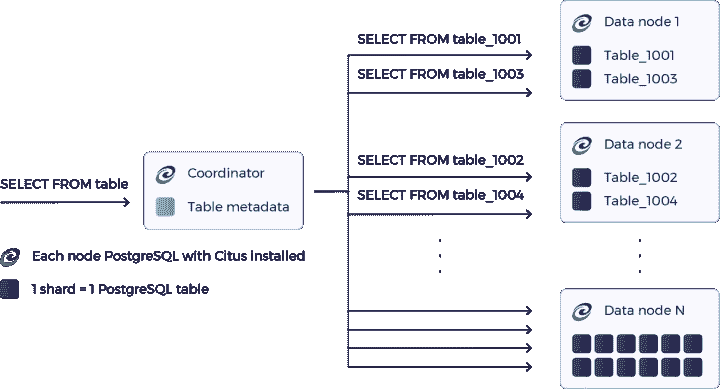 SELECT FROM table
Coordinator
Table metadata
Each node PostgreSQL with Citus installed
1 shard = 1 PostgreSQL table
SELECT FROM table_1001
SELECT FROM table_1003
SELECT FROM table_1002
SELECT FROM table_1004
Data node 1
Table_1001
Table_1003
Data node 2
Table_1002
Table_1004
Data node N